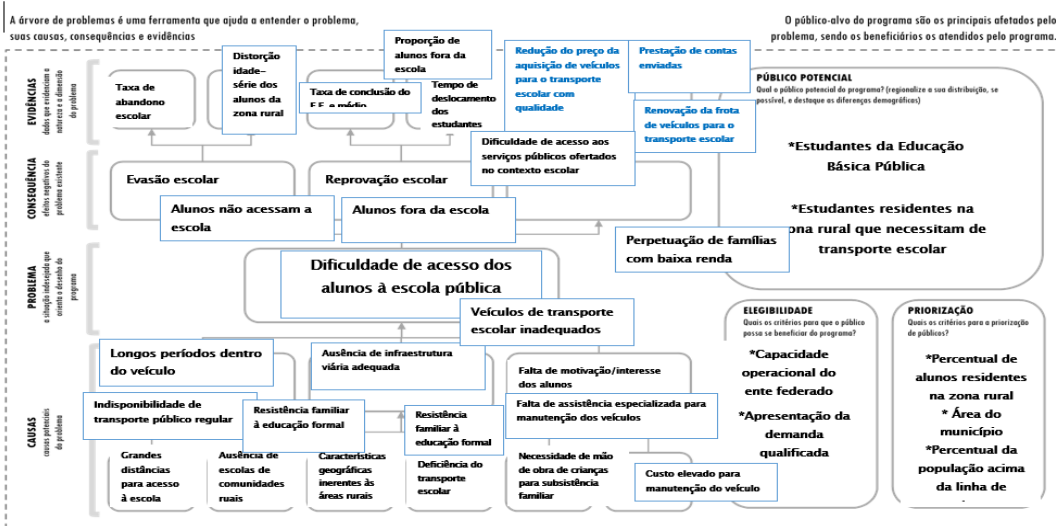 A árvore de problemas é uma ferramenta que ajuda a entender o problema,
suas causas, consequências e evidências
O público-alvo do programa são os principais afetados pelo
problema, sendo os beneficiários os atendidos pelo programa.
EVIDÊNCIAS
dados que evidenciam a
natureza e a dimensão do
problema
Taxa de
abandono
escolar
Distorção
idade-
série dos
alunos da
zona rural
Taxa de conclusão do
E.F. e médio
Proporção de
alunos fora da
escola
Tempo de
deslocamento
dos
estudantes
Redução do preço da
aquisição de veículos
para o transporte
escolar com
qualidade
Prestação de contas
enviadas
Renovação da frota
de veículos para o
transporte escolar
CONSEQUÊNCIA
efeitos negativos do
problema existente
Evasão escolar
Reprovação escolar
Dificuldade de acesso aos
serviços públicos ofertados
no contexto escolar
Alunos não acessam a
escola
Alunos fora da escola
Perpetuação de famílias
com baixa renda
PROBLEMA
a situação indesejada que
orienta o desenho do
programa
Dificuldade de acesso dos
alunos à escola pública
Veículos de transporte
escolar inadequados
CAUSAS
causas potenciais
do problema
Longos períodos dentro
do veículo
Ausência de infraestrutura
viária adequada
Falta de motivação/interesse
dos alunos
Indisponibilidade de
transporte público regular
Resistência familiar
à educação formal
Resistência
familiar à
educação formal
Falta de assistência especializada para
manutenção dos veículos
Grandes
distâncias
para acesso
à escola
Ausência de
escolas de
comunidades
ruais
Características
geográficas
inerentes às
áreas rurais
Deficiência do
transporte
escolar
Necessidade de mão
de obra de crianças
para subsistência
familiar
Custo elevado para
manutenção do veículo
PÚBLICO POTENCIAL
Qual o público potencial do programa? (regionalize a sua distribuição, se
possível, e destaque os diferenças demográficas)
*Estudantes da Educação
Básica Pública
*Estudantes residentes na
ona rural que necessitam de
transporte escolar
ELEGIBILIDADE
Quais os critérios para que o público
possa se beneficiar do programa?
*Capacidade
operacional do
ente federado
*Apresentação da
demanda
qualificada
PRIORIZAÇÃO
Quais os critérios para a priorização
de públicos?
*Percentual de
alunos residentes
na zona rural
* Área do
município
*Percentual da
população acima
da linha de